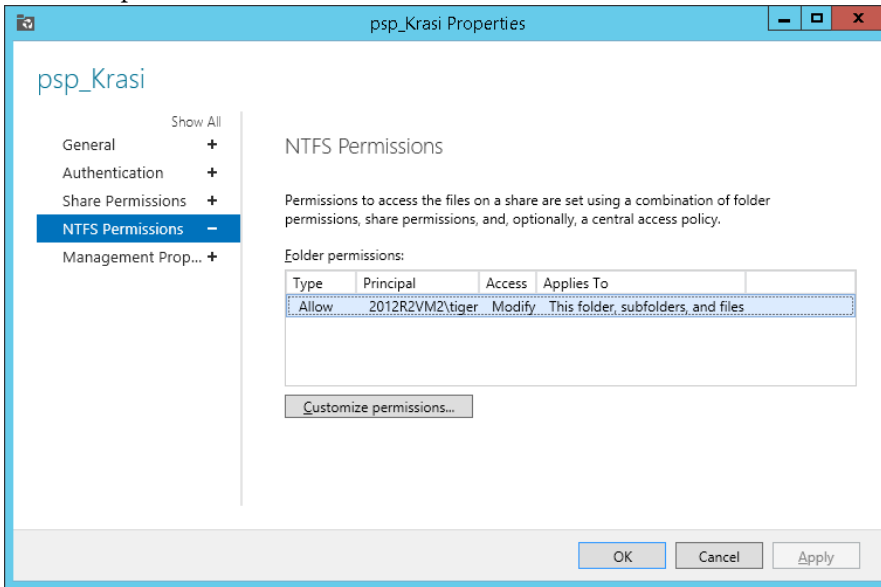 psp_Krasi Properties
psp_Krasi
Show All
General +
Authentication +
Share Permissions +
NTFS Permissions –
Management Prop... +
NTFS Permissions
Permissions to access the files on a share are set using a combination of folder
permissions, share permissions, and, optionally, a central access policy.
Folder permissions:
Type Principal Access Applies To
Allow 2012R2VM2\tiger Modify This folder, subfolders, and files
Customize permissions...
OK Cancel Apply